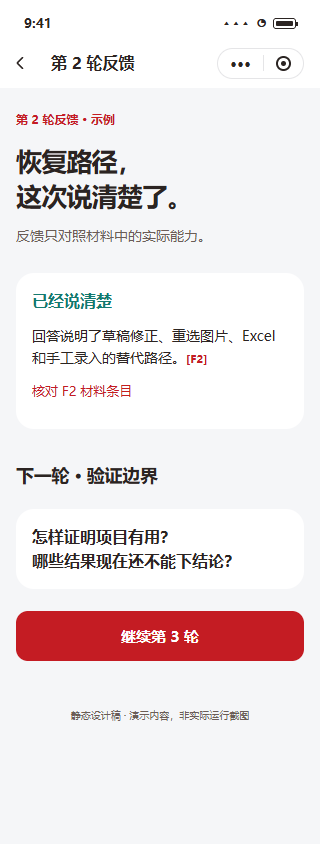 9:41
第 2 轮反馈
第 2 轮反馈·示例
恢复路径，
这次说清楚了。
反馈只对照材料中的实际能力。
已经说清楚
回答说明了草稿修正、重选图片、Excel
和手工录入的替代路径。[F2]
核对 F2 材料条目
下一轮·验证边界
怎样证明项目有用？
哪些结果现在还不能下结论？
继续第 3 轮
静态设计稿 · 演示内容，非实际运行截图